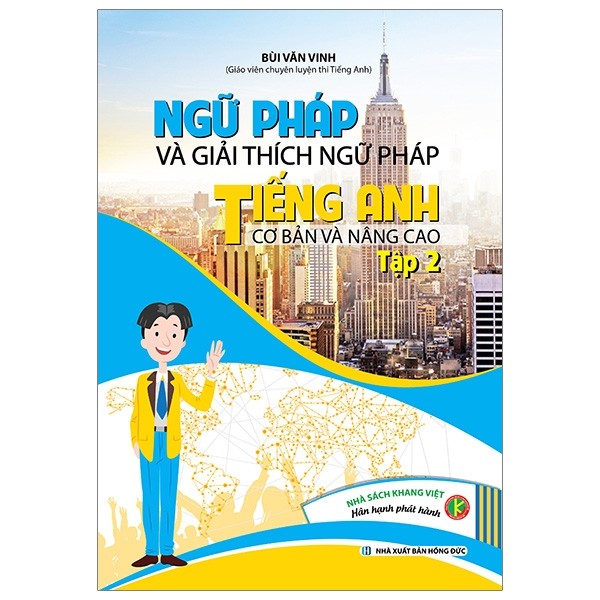 BÙI VĂN VINH
(Giáo viên chuyên luyện thi Tiếng Anh)
NGỮ PHÁP
VÀ GIẢI THÍCH NGỮ PHÁP
TIẾNG ANH
CƠ BẢN VÀ NÂNG CAO
Tập 2
NHÀ SÁCH KHANG VIỆT
Hân hạnh phát hành
NHÀ XUẤT BẢN HỒNG ĐỨC